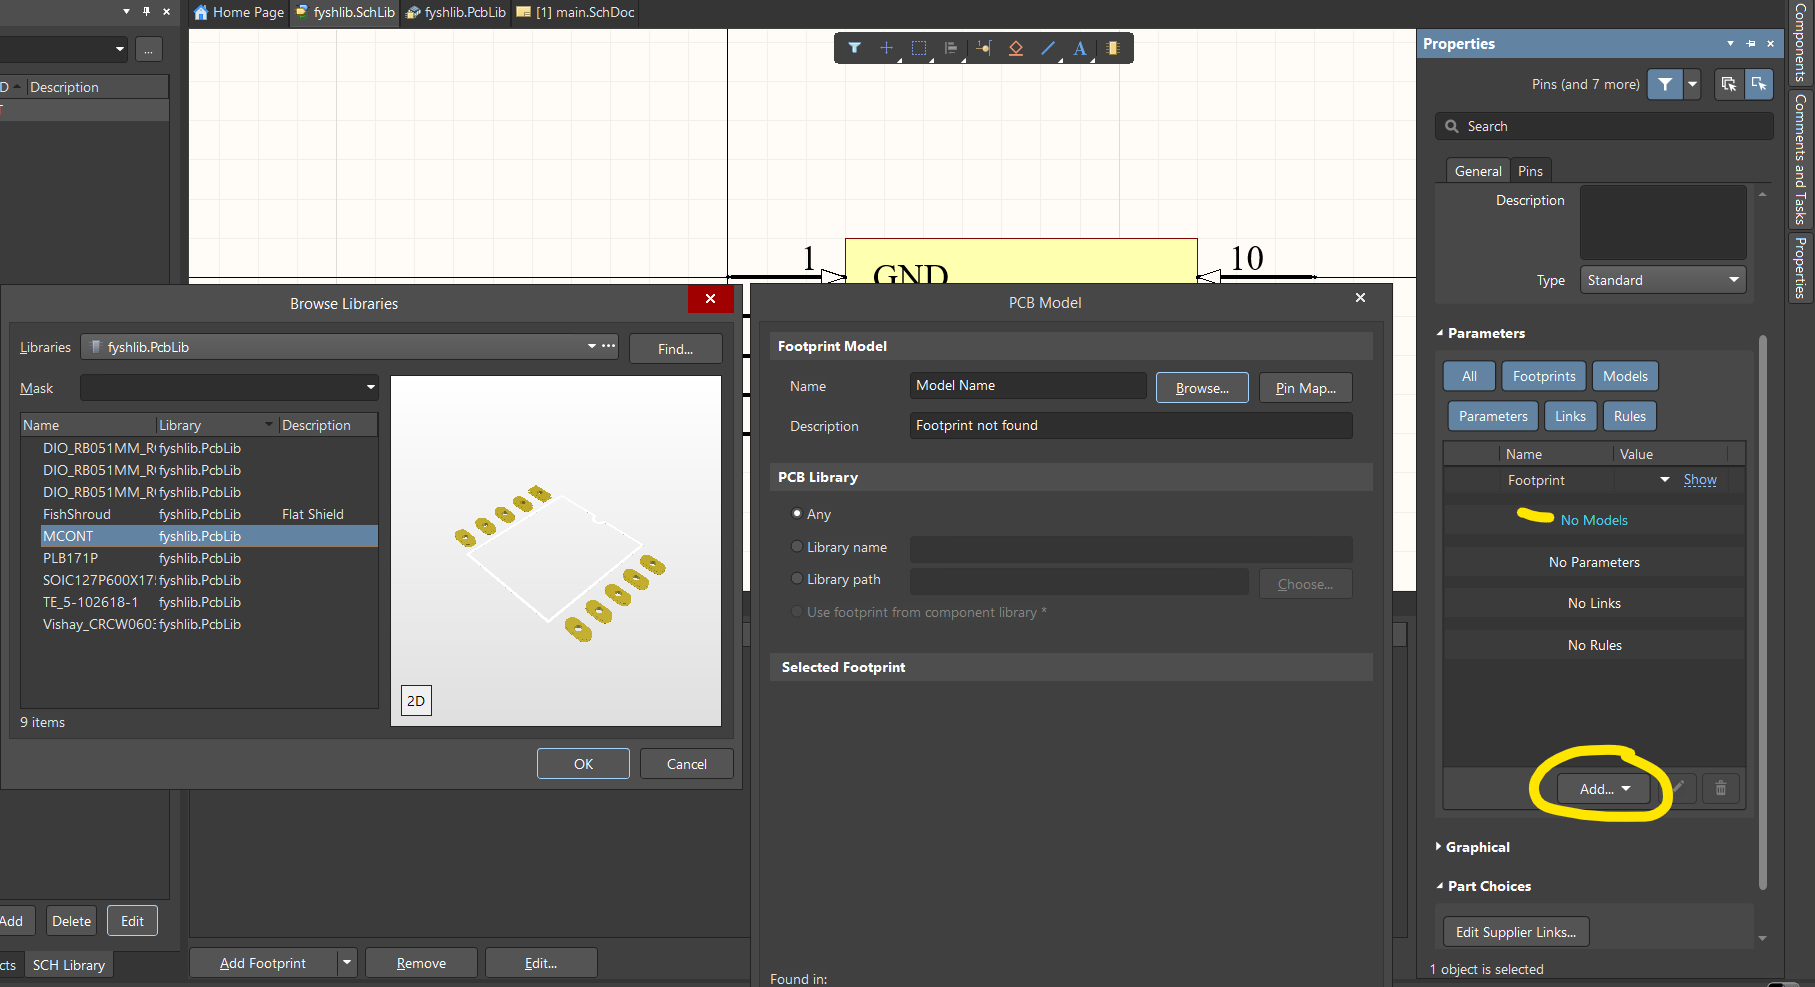 Home Page
fyshlib.SchLib
fyshlib.PcbLib
[1] main.SchDoc
...
D
Description
T
A
1
GND
10
Properties
Pins (and 7 more)
Search
General
Pins
Description
Type
Standard
Parameters
All
Footprints
Models
Parameters
Links
Rules
Name
Value
Footprint
Show
No Models
No Parameters
No Links
No Rules
Add...
Graphical
Part Choices
Edit Supplier Links...
1 object is selected
Components
Comments and Tasks
Properties
Browse Libraries
Libraries
fyshlib.PcbLib
...
Find...
Mask
Name
Library
Description
DIO_RB051MM_R
fyshlib.PcbLib
DIO_RB051MM_R
fyshlib.PcbLib
DIO_RB051MM_R
fyshlib.PcbLib
FishShroud
fyshlib.PcbLib
Flat Shield
MCONT
fyshlib.PcbLib
PLB171P
fyshlib.PcbLib
SOIC127P600X17
fyshlib.PcbLib
TE_5-102618-1
fyshlib.PcbLib
Vishay_CRCW060
fyshlib.PcbLib
2D
9 items
OK
Cancel
PCB Model
Footprint Model
Name
Model Name
Browse...
Pin Map...
Description
Footprint not found
PCB Library
Any
Library name
Library path
Choose...
Use footprint from component library *
Selected Footprint
Found in:
Add
Delete
Edit
cts
SCH Library
Add Footprint
Remove
Edit...